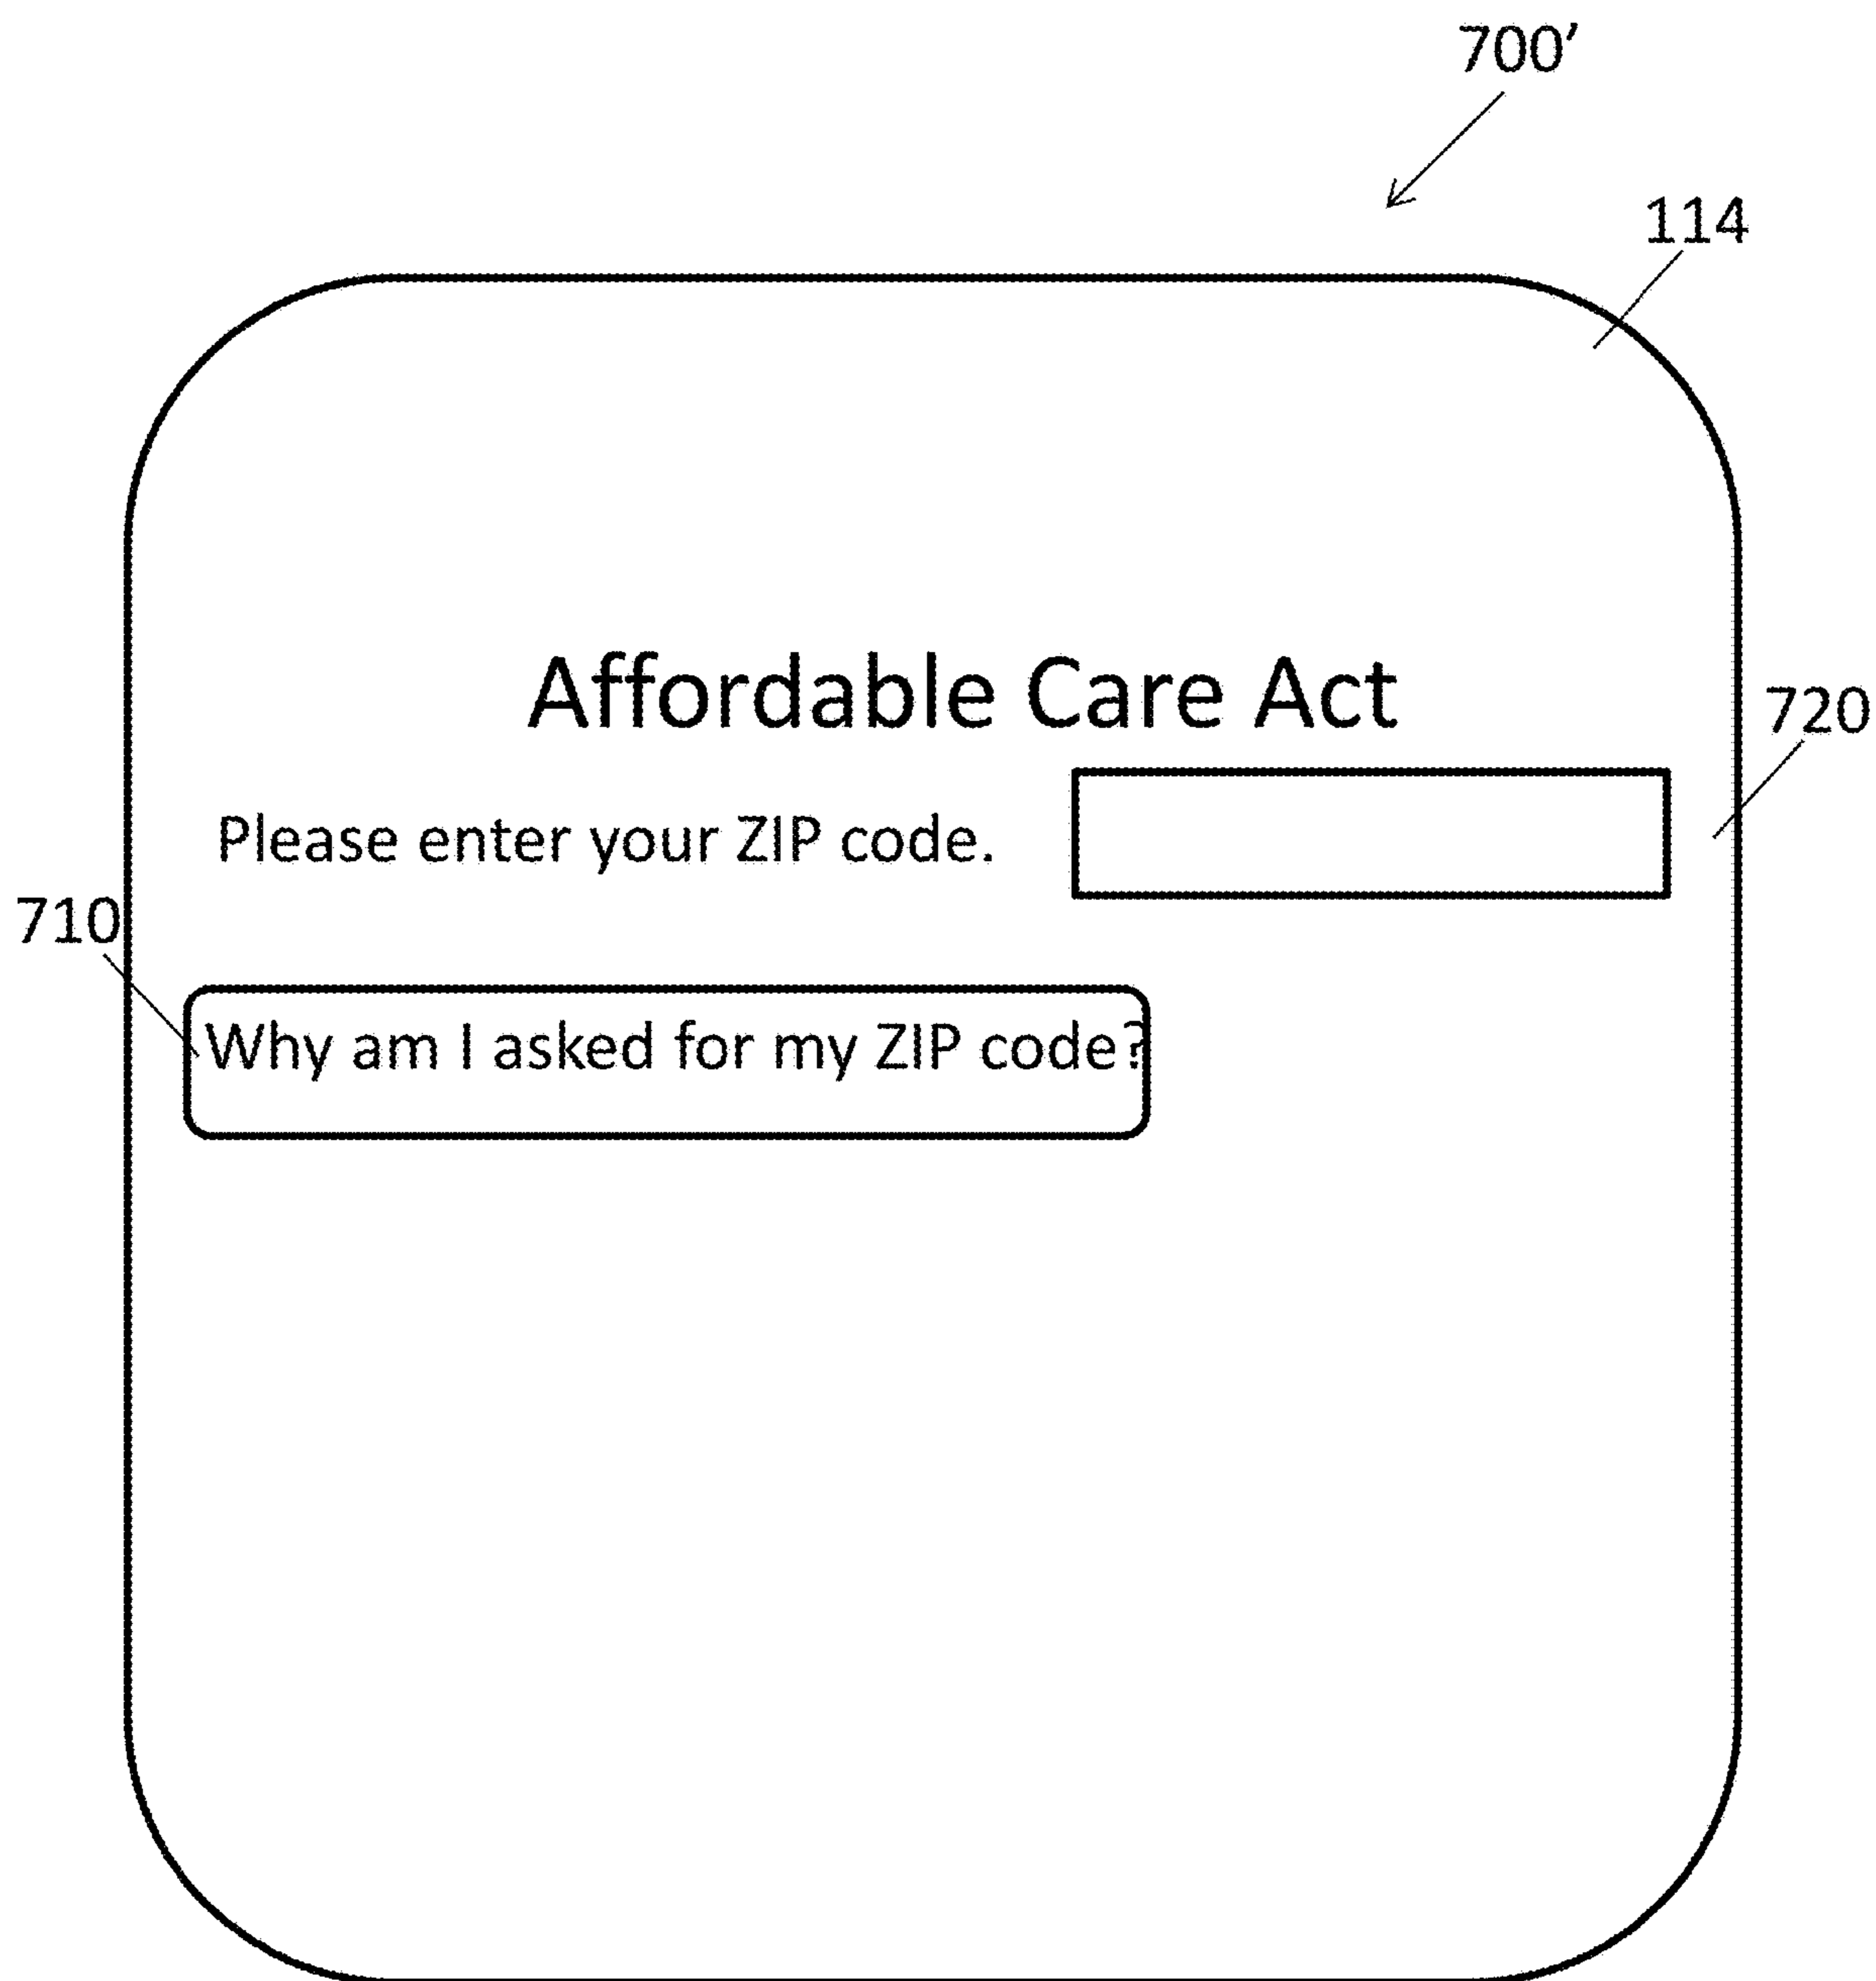 700’
114
Affordable Care Act
720
Please enter your ZIP code.
710
Why am I asked for my ZIP code?